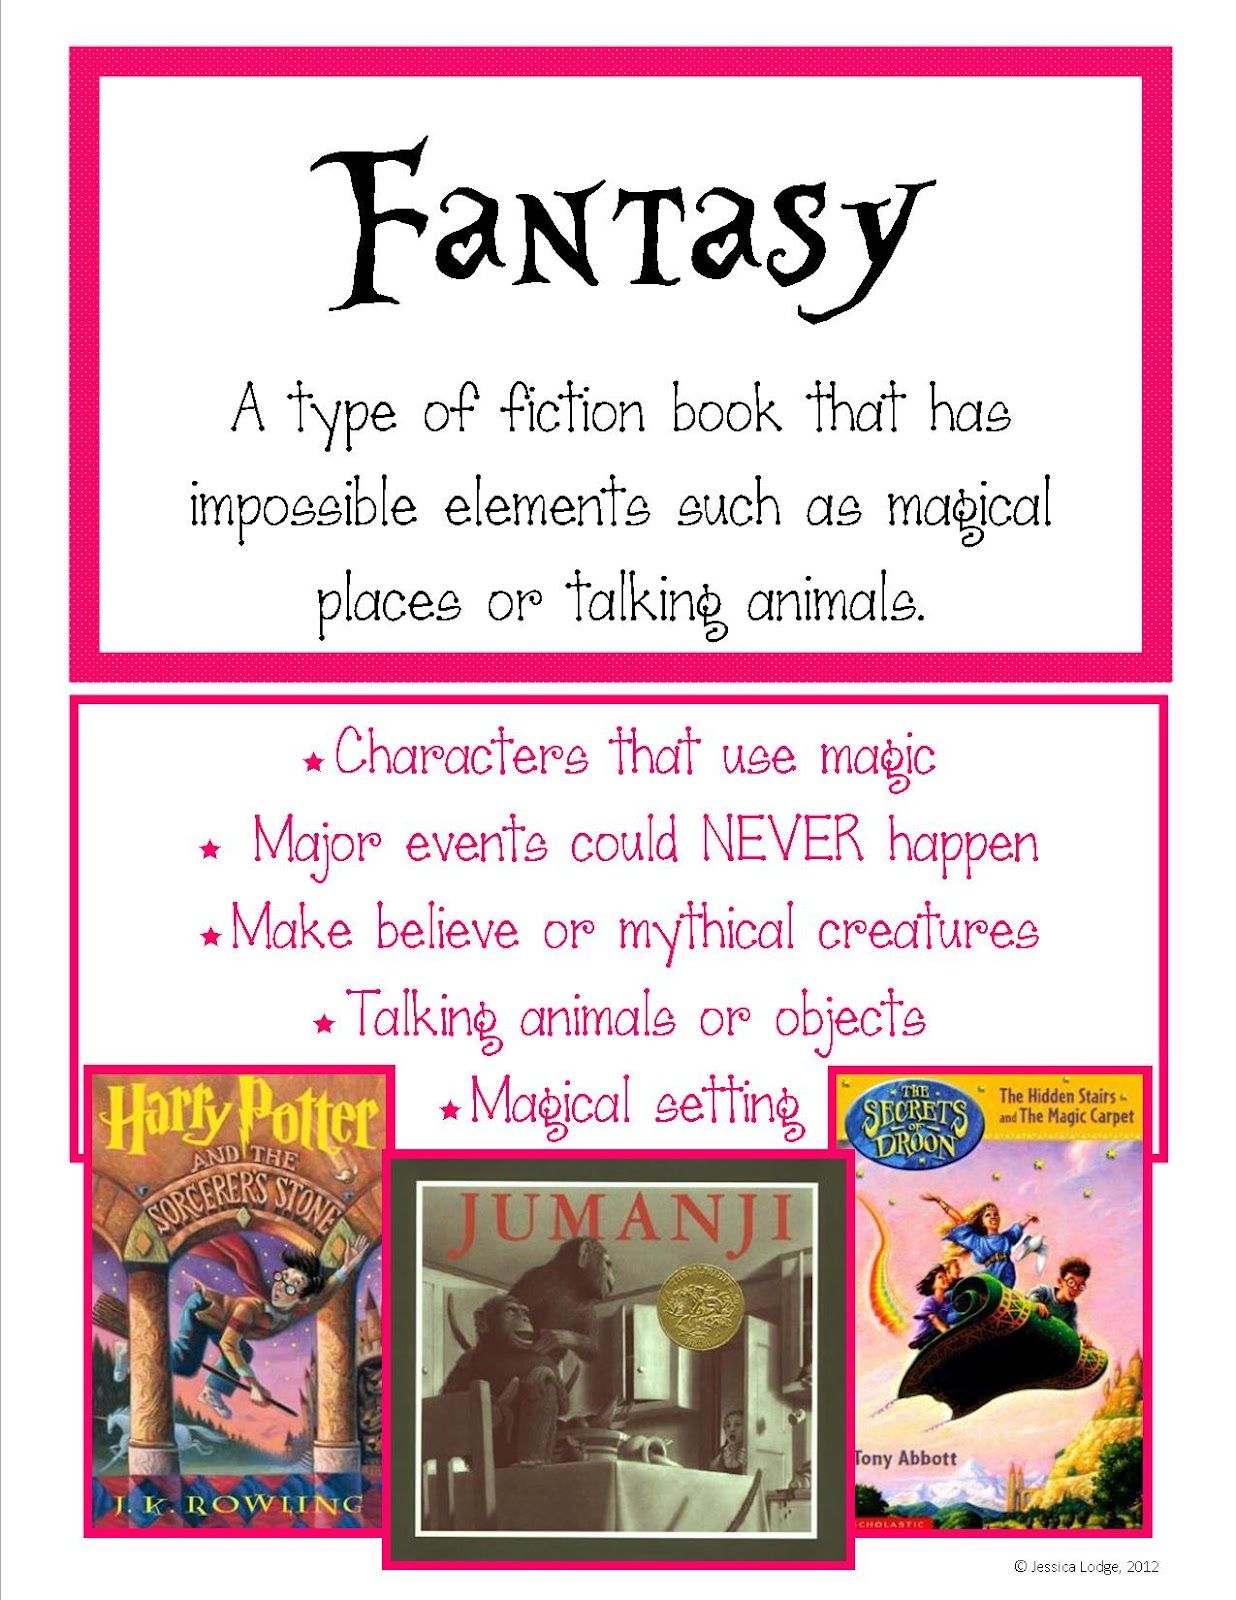 Fantasy
A type of fiction book that has
impossible elements such as magical
places or talking animals.
★ Characters that use magic
★ Major events could NEVER happen
★ Make believe or mythical creatures
★ Talking animals or objects
★ Magical setting
Harry Potter
AND THE
SORCERER'S STONE
J. K. ROWLING
JUMANJI
THE
SECRETS
OF
DROON
The Hidden Stairs
and The Magic Carpet
Tony Abbott
SCHOLASTIC
© Jessica Lodge, 2012